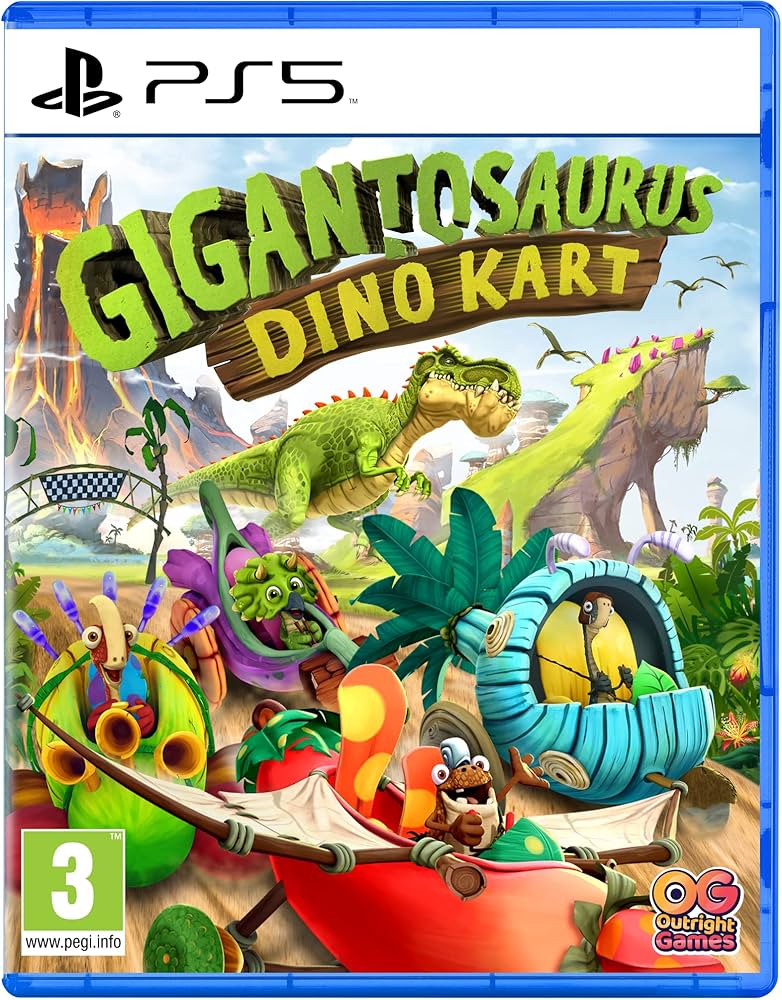 PS5
GIGANTOSAURUS
DINO KART
3
www.pegi.info
OG
Outright
Games